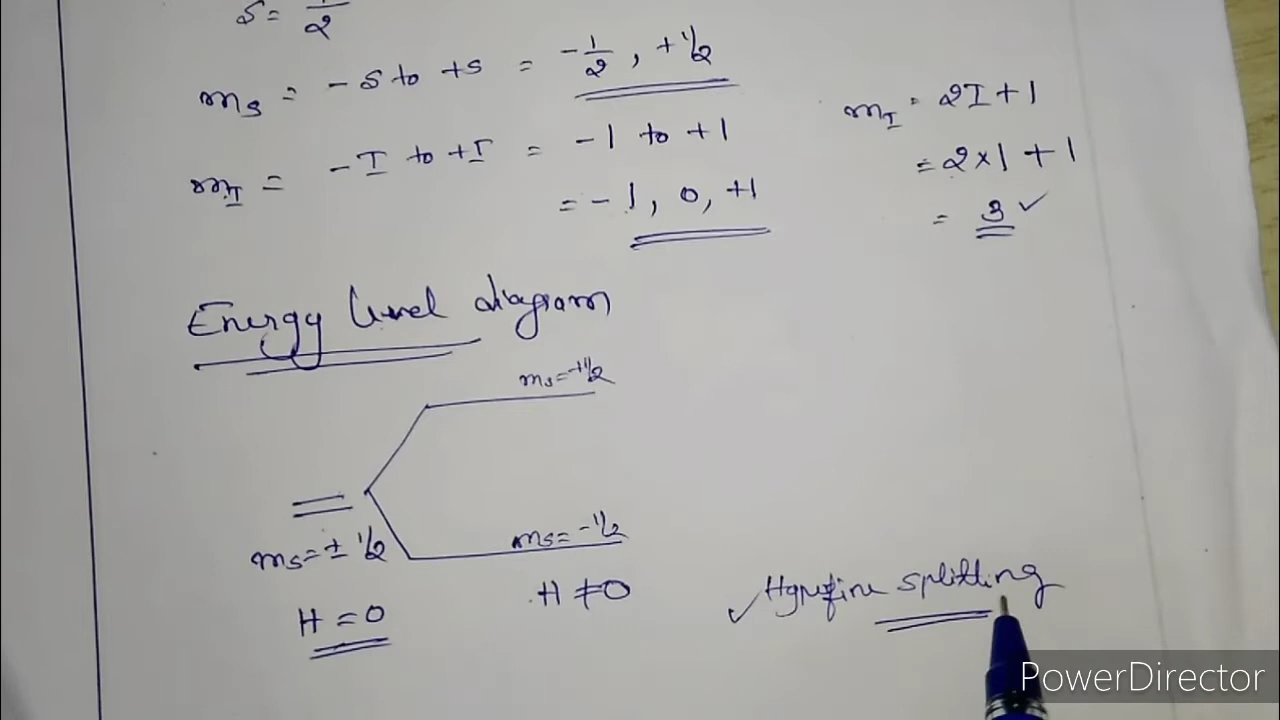 S = 1/2
mS = -S to +S = -1/2, +1/2
mI = -I to +I = -1 to +1
= -1, 0, +1
mI = 2I + 1
= 2×1 + 1
= 3 ✓
Energy level diagram
ms=+1/2
ms=-1/2
ms=± 1/2
H ≠ 0
H = 0
✓ Hyperfine splitting
PowerDirector